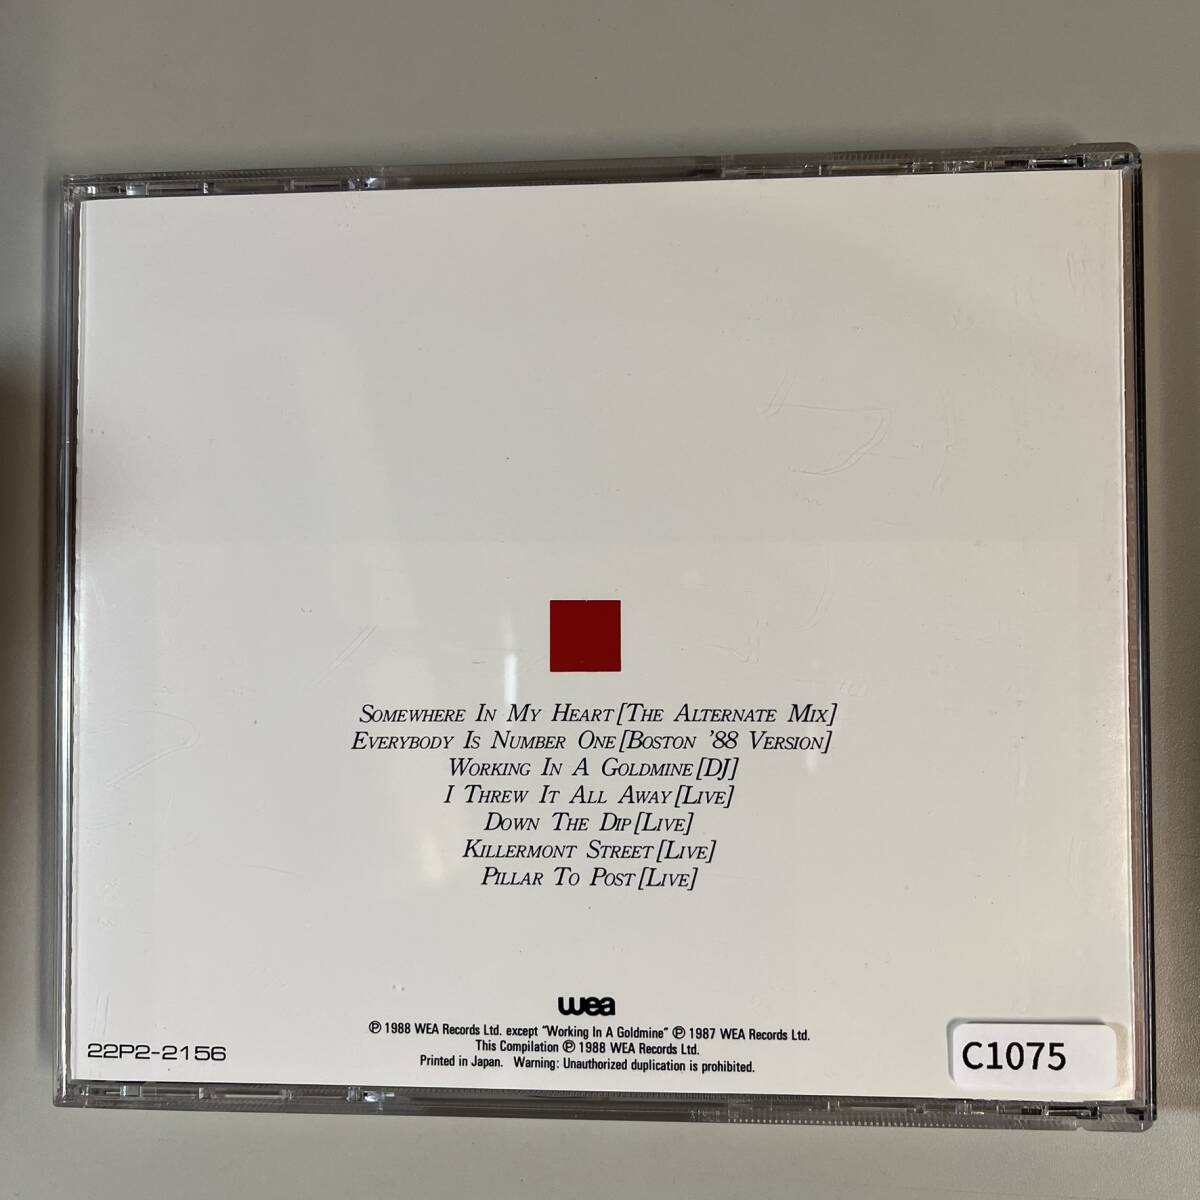 SOMEWHERE IN MY HEART[THE ALTERNATE MIX]
EVERYBODY IS NUMBER ONE[BOSTON '88 VERSION]
WORKING IN A GOLDMINE[DJ]
I THREW IT ALL AWAY[LIVE]
DOWN THE DIP[LIVE]
KILLERMONT STREET[LIVE]
PILLAR TO POST[LIVE]
wea
℗ 1988 WEA Records Ltd. except "Working In A Goldmine" ℗ 1987 WEA Records Ltd.
This Compilation ℗ 1988 WEA Records Ltd.
Printed in Japan. Warning: Unauthorized duplication is prohibited.
22P2-2156
C1075